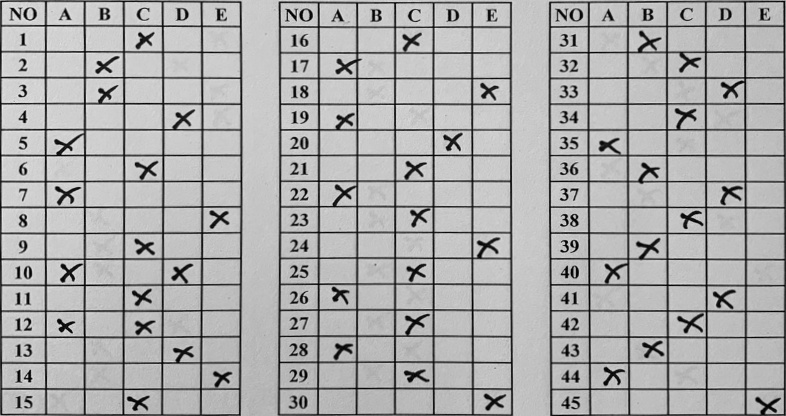 NO A B C D E NO A B C D E NO A B C D E
1 X 16 X 31 X
2 X 17 X 32 X
3 X 18 X 33 X
4 X 19 X 34 X
5 X 20 X 35 X
6 X 21 X 36 X
7 X 22 X 37 X
8 X 23 X 38 X
9 X 24 X 39 X
10 X X 25 X 40 X
11 X 26 X 41 X
12 X X 27 X 42 X
13 X 28 X 43 X
14 X 29 X 44 X
15 X 30 X 45 X